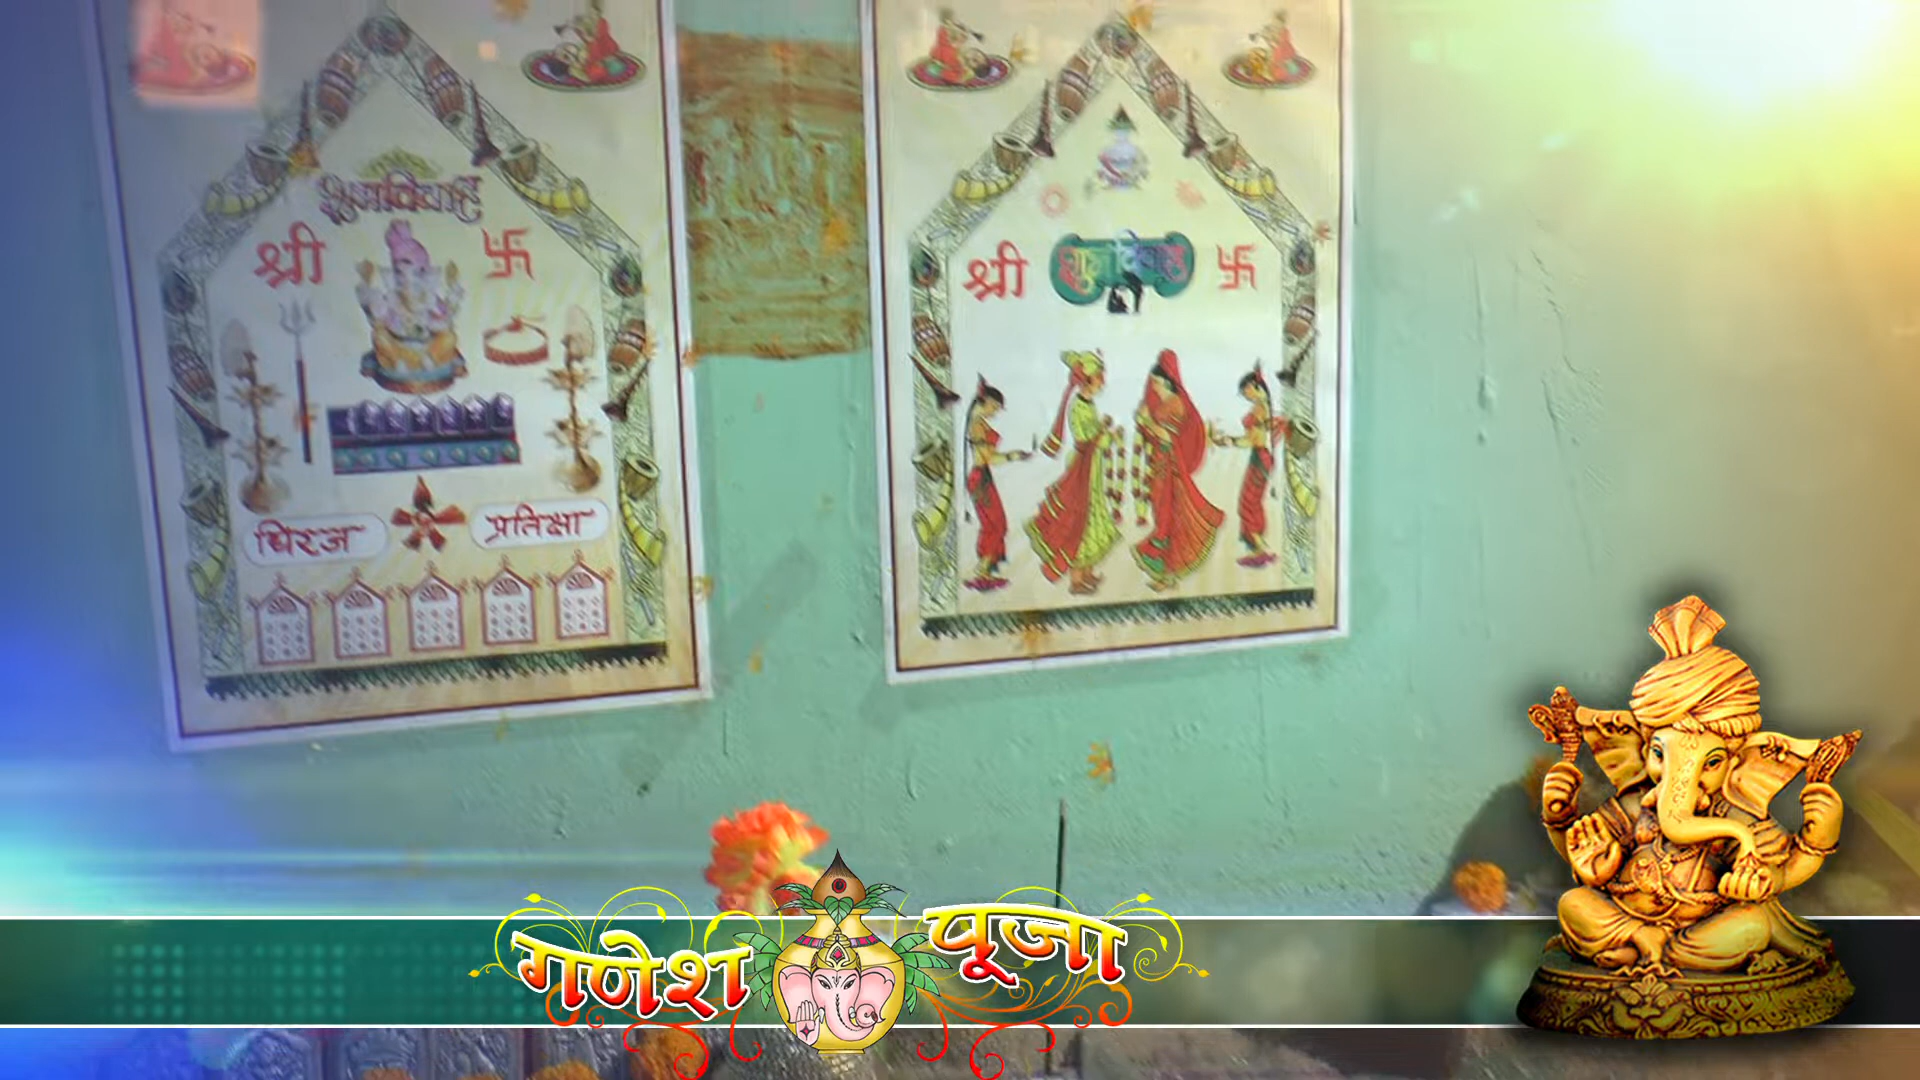 शुभविवाह
श्री
धिरज
प्रतिक्षा
श्री
शुभविवाह
गणेश पूजा